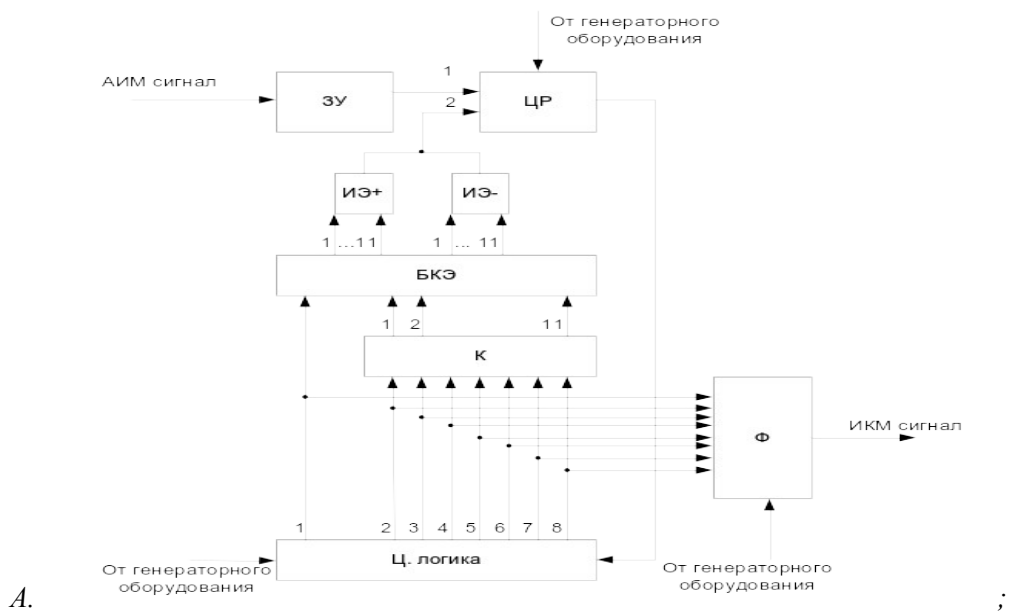 От генераторного
оборудования
АИМ сигнал
1
ЗУ
ЦР
2
ИЭ+
ИЭ-
1 ...11
1 ... 11
БКЭ
1 2 11
К
ИКМ сигнал
Ф
1 2 3 4 5 6 7 8
Ц. логика
От генераторного
оборудования
От генераторного
оборудования
А. ;